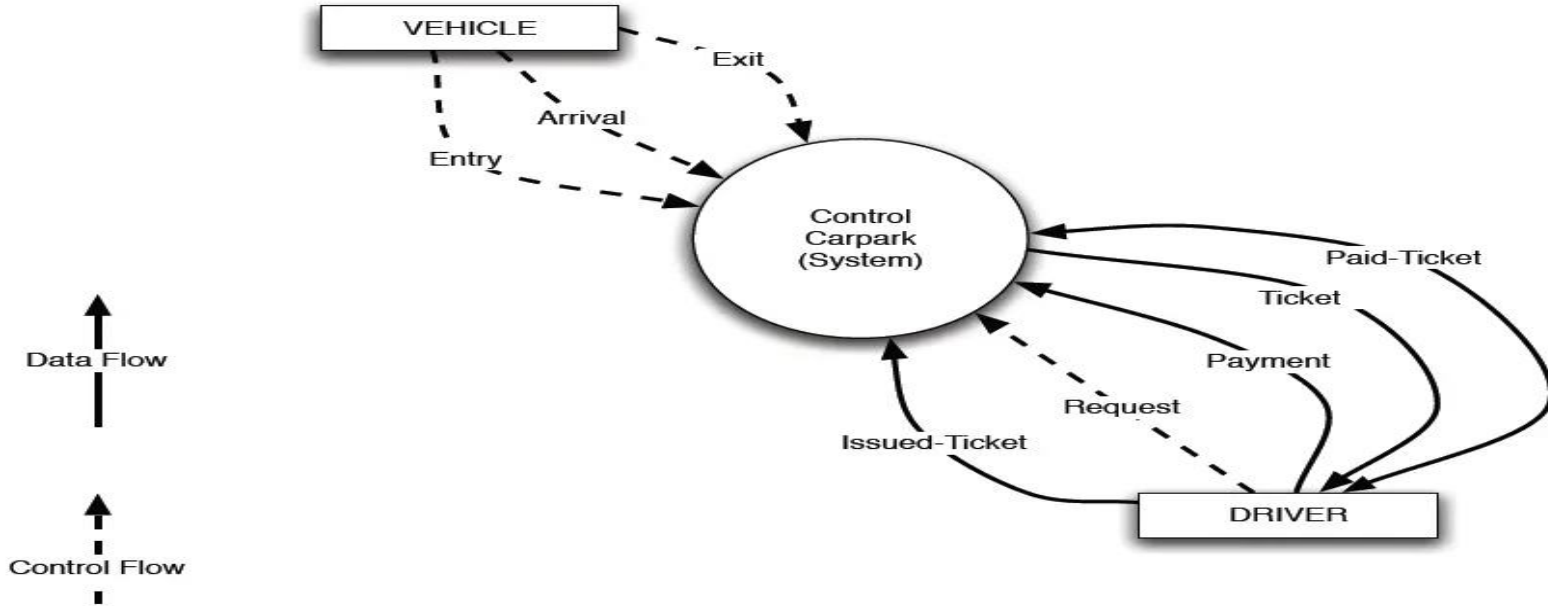 VEHICLE
Exit
Arrival
Entry
Control
Carpark
(System)
Paid-Ticket
Ticket
Data Flow
Payment
Request
Issued-Ticket
DRIVER
Control Flow